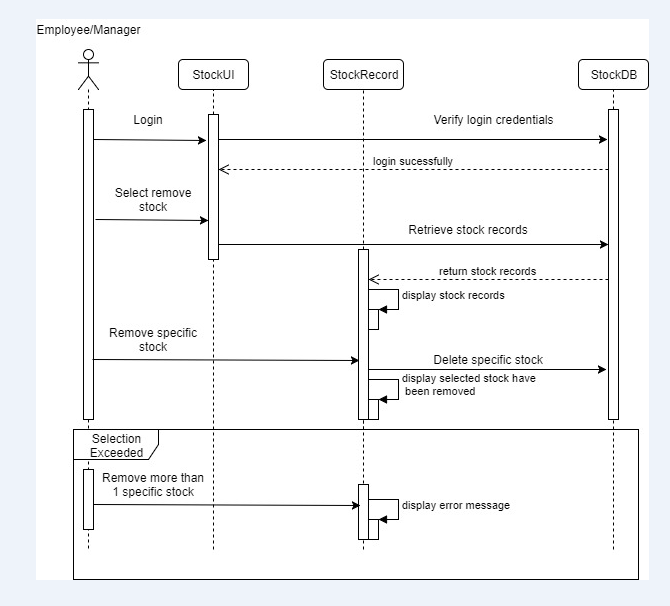 Employee/Manager
StockUI
StockRecord
StockDB
Login
Verify login credentials
login sucessfully
Select remove
stock
Retrieve stock records
return stock records
display stock records
Remove specific
stock
Delete specific stock
display selected stock have
been removed
Selection
Exceeded
Remove more than
1 specific stock
display error message